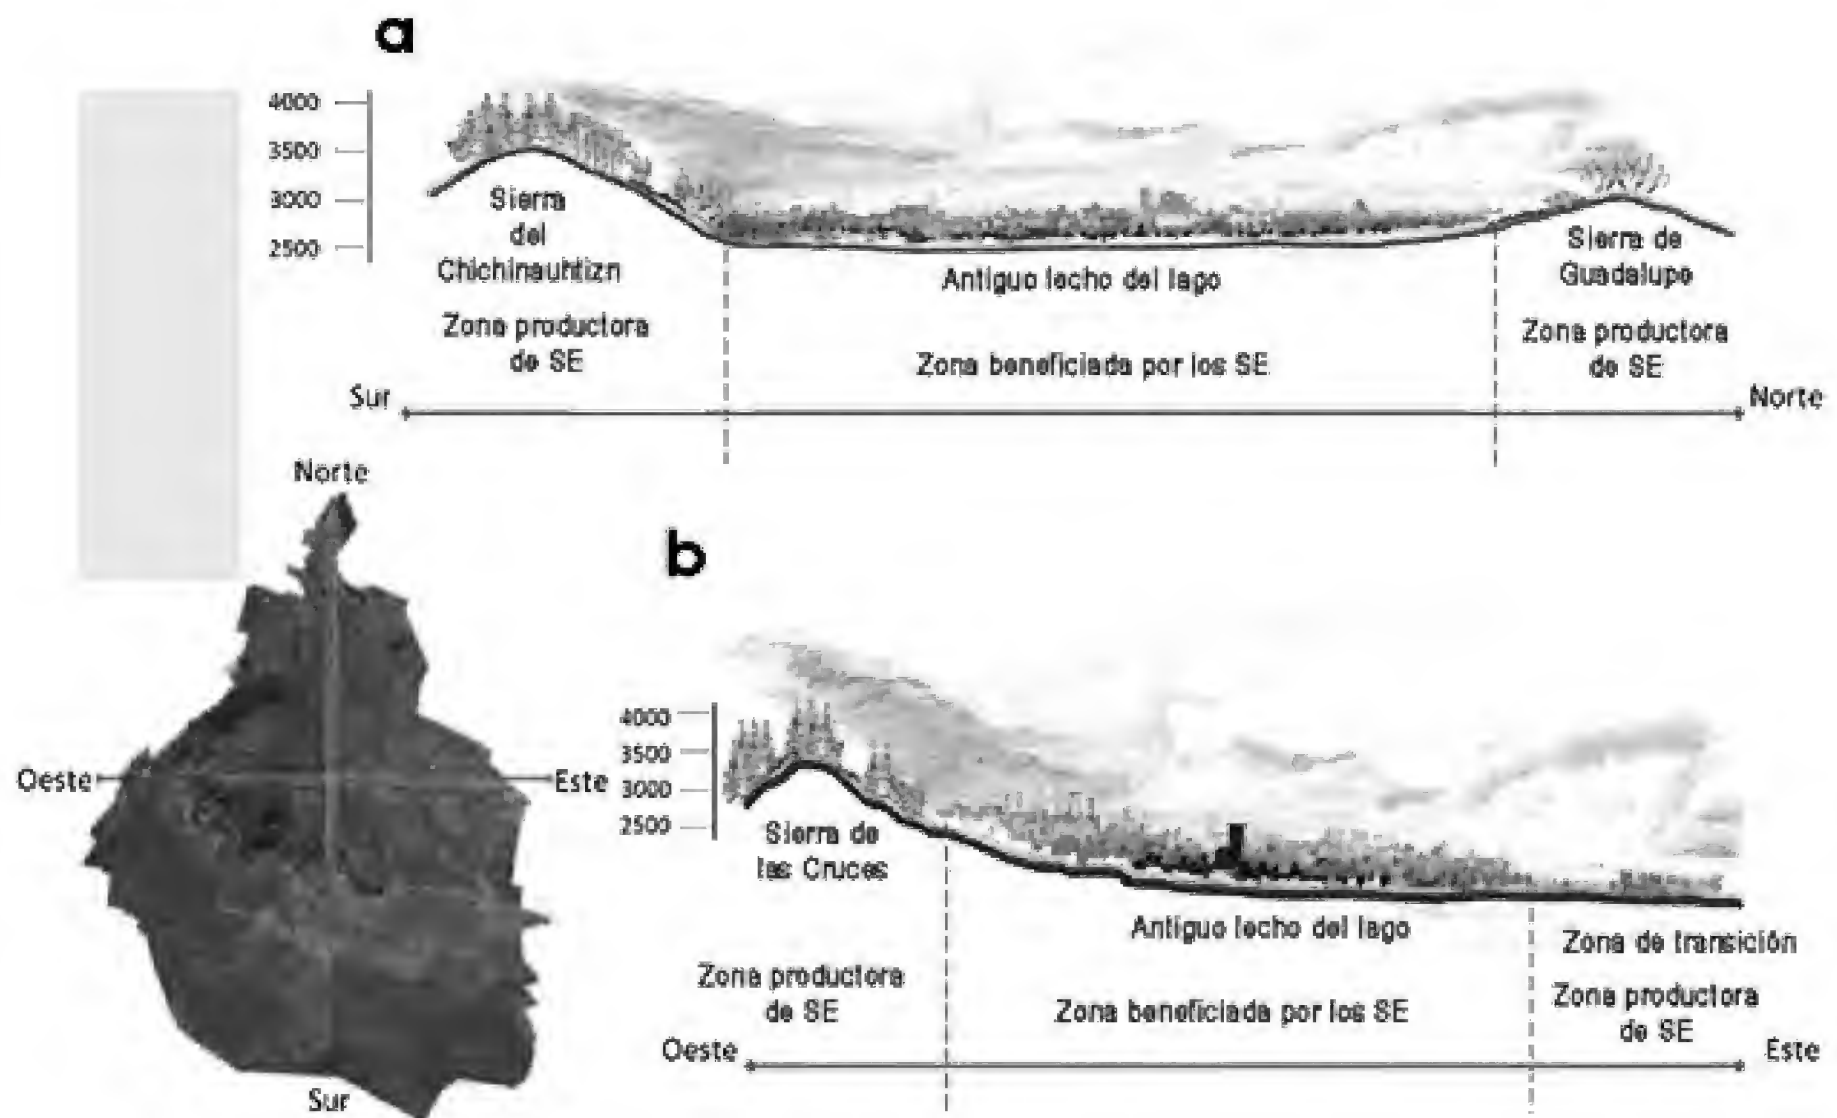 a
4000
3500
3000
2500
Sierra
del
Chichinauhtizn
Zona productora
de SE
Antiguo lecho del lago
Zona beneficiada por los SE
Sierra de
Guadalupe
Zona productora
de SE
Sur
Norte
Norte
Oeste
Este
Sur
b
4000
3500
3000
2500
Sierra de
las Cruces
Zona productora
de SE
Antiguo lecho del lago
Zona beneficiada por los SE
Zona de transición
Zona productora
de SE
Oeste
Este